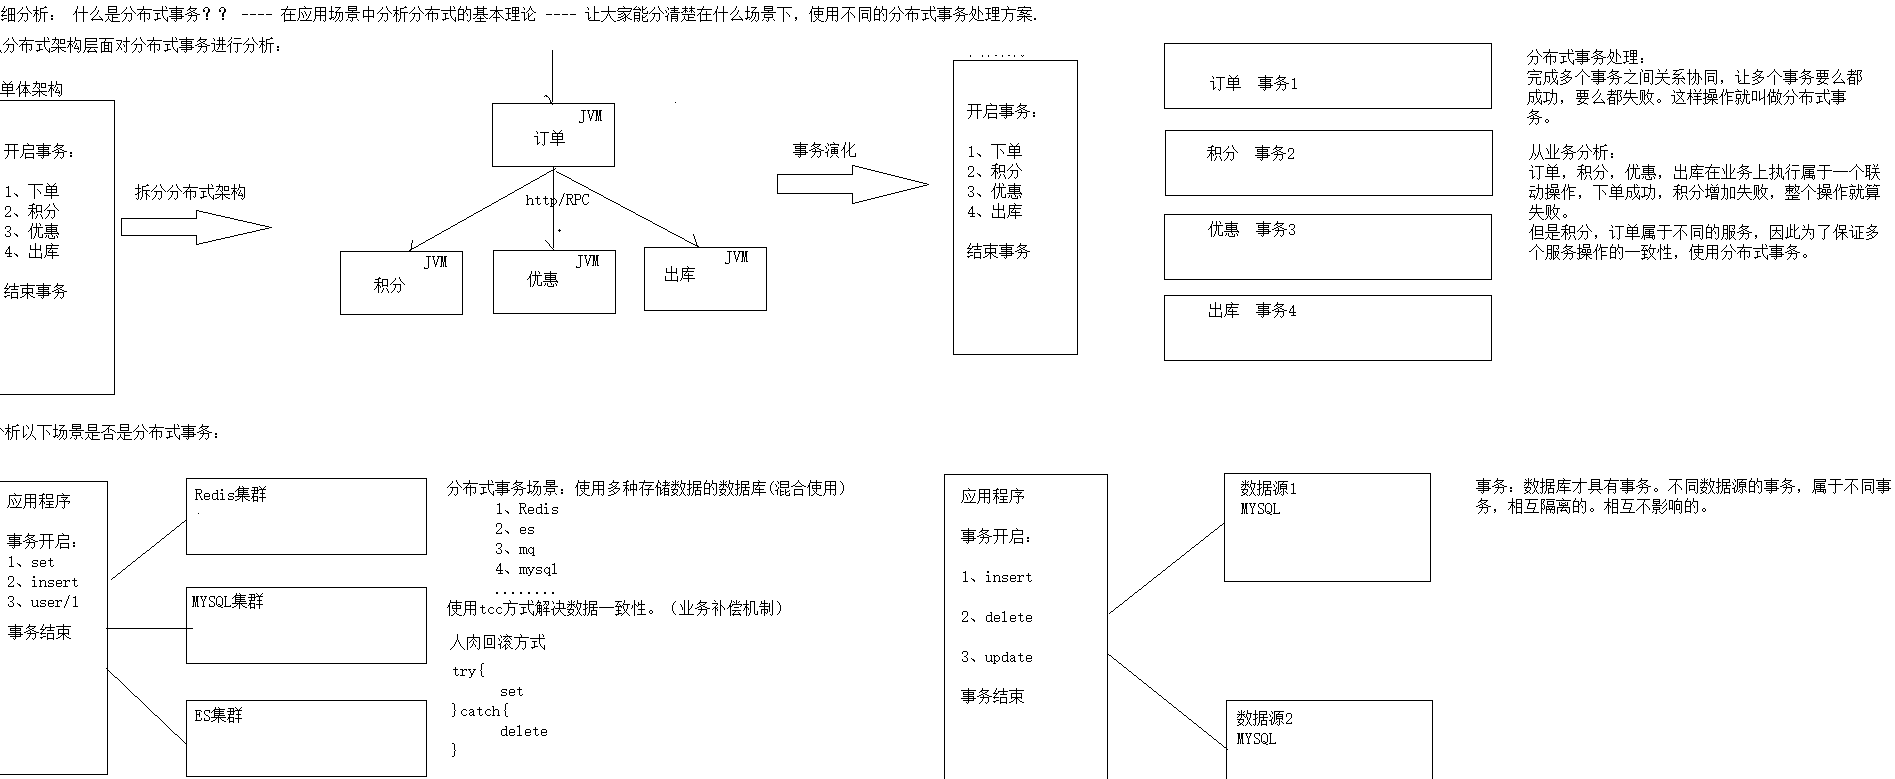 细分析： 什么是分布式事务？？ ---- 在应用场景中分析分布式的基本理论 ---- 让大家能分清楚在什么场景下，使用不同的分布式事务处理方案.
分布式架构层面对分布式事务进行分析：
单体架构
开启事务：
1、下单
2、积分
3、优惠
4、出库
结束事务
拆分分布式架构
JVM
订单
http/RPC
JVM
积分
JVM
优惠
JVM
出库
事务演化
开启事务：
1、下单
2、积分
3、优惠
4、出库
结束事务
订单 事务1
积分 事务2
优惠 事务3
出库 事务4
分布式事务处理：
完成多个事务之间关系协同，让多个事务要么都
成功，要么都失败。这样操作就叫做分布式事
务。
从业务分析：
订单，积分，优惠，出库在业务上执行属于一个联
动操作，下单成功，积分增加失败，整个操作就算
失败。
但是积分，订单属于不同的服务，因此为了保证多
个服务操作的一致性，使用分布式事务。
析以下场景是否是分布式事务：
应用程序
事务开启：
1、set
2、insert
3、user/1
事务结束
Redis集群
MYSQL集群
ES集群
分布式事务场景：使用多种存储数据的数据库(混合使用)
1、Redis
2、es
3、mq
4、mysql
........
使用tcc方式解决数据一致性。（业务补偿机制）
人肉回滚方式
try{
set
}catch{
delete
}
应用程序
事务开启：
1、insert
2、delete
3、update
事务结束
数据源1
MYSQL
数据源2
MYSQL
事务：数据库才具有事务。不同数据源的事务，属于不同事
务，相互隔离的。相互不影响的。